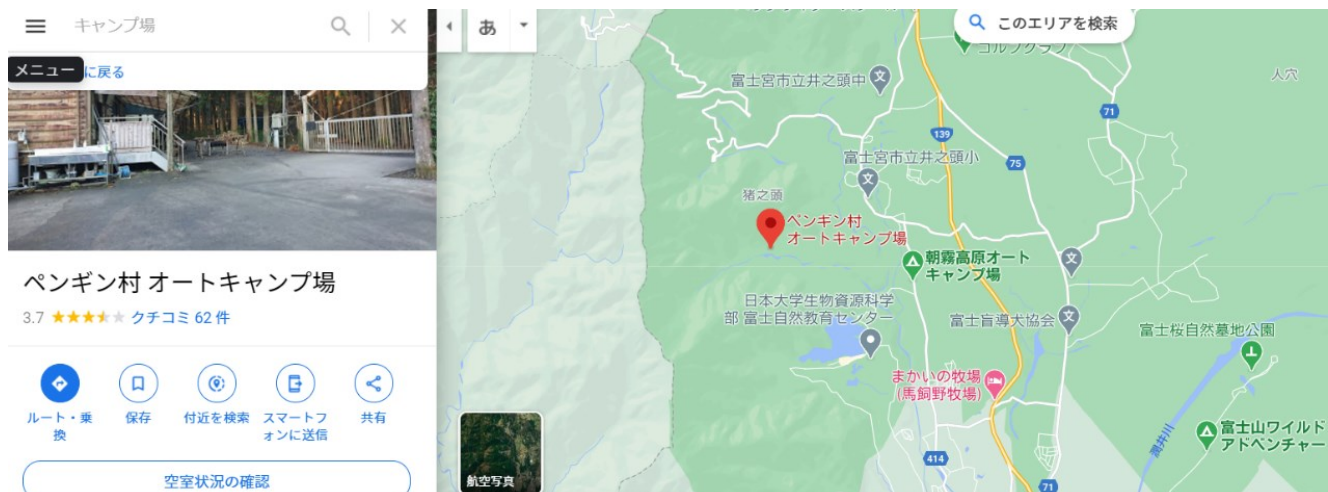 キャンプ場
メニュー
に戻る
ペンギン村 オートキャンプ場
3.7
クチコミ 62 件
ルート・乗
換
保存
付近を検索
スマートフ
ォンに送信
共有
空室状況の確認
あ
このエリアを検索
ゴルフクラブ
人穴
富士宮市立井之頭中
文
71
139
富士宮市立井之頭小
文
75
猪之頭
ペンギン村
オートキャンプ場
朝霧高原オート
キャンプ場
文
日本大学生物資源科学
部 富士自然教育センター
富士盲導犬協会
文
富士桜自然墓地公園
まかいの牧場
(馬飼野牧場)
富士山ワイルド
アドベンチャー
潤井川
414
71
航空写真